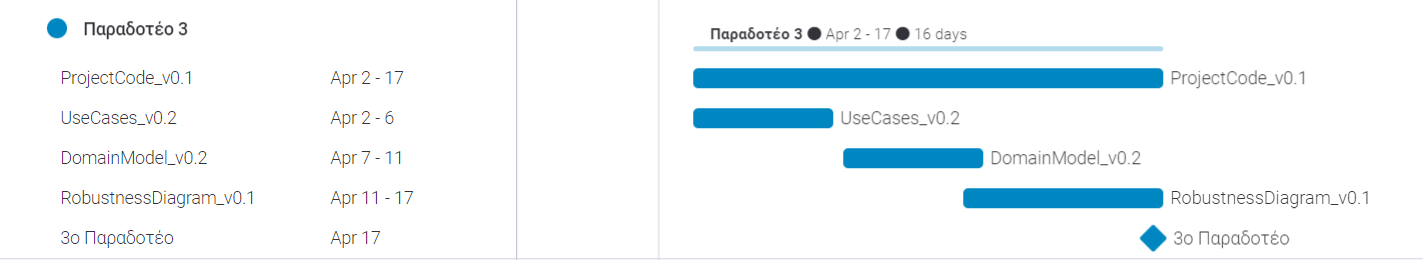 Παραδοτέο 3
Παραδοτέο 3 ● Apr 2 - 17 ● 16 days
ProjectCode_v0.1 Apr 2 - 17 ProjectCode_v0.1
UseCases_v0.2 Apr 2 - 6 UseCases_v0.2
DomainModel_v0.2 Apr 7 - 11 DomainModel_v0.2
RobustnessDiagram_v0.1 Apr 11 - 17 RobustnessDiagram_v0.1
3ο Παραδοτέο Apr 17 3ο Παραδοτέο